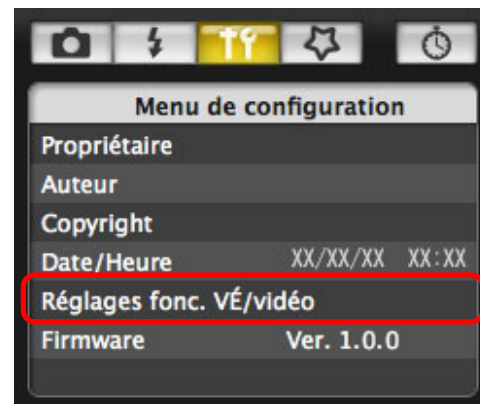 Menu de configuration
Propriétaire
Auteur
Copyright
Date/Heure XX/XX/XX XX:XX
Réglages fonc. VÉ/vidéo
Firmware Ver. 1.0.0